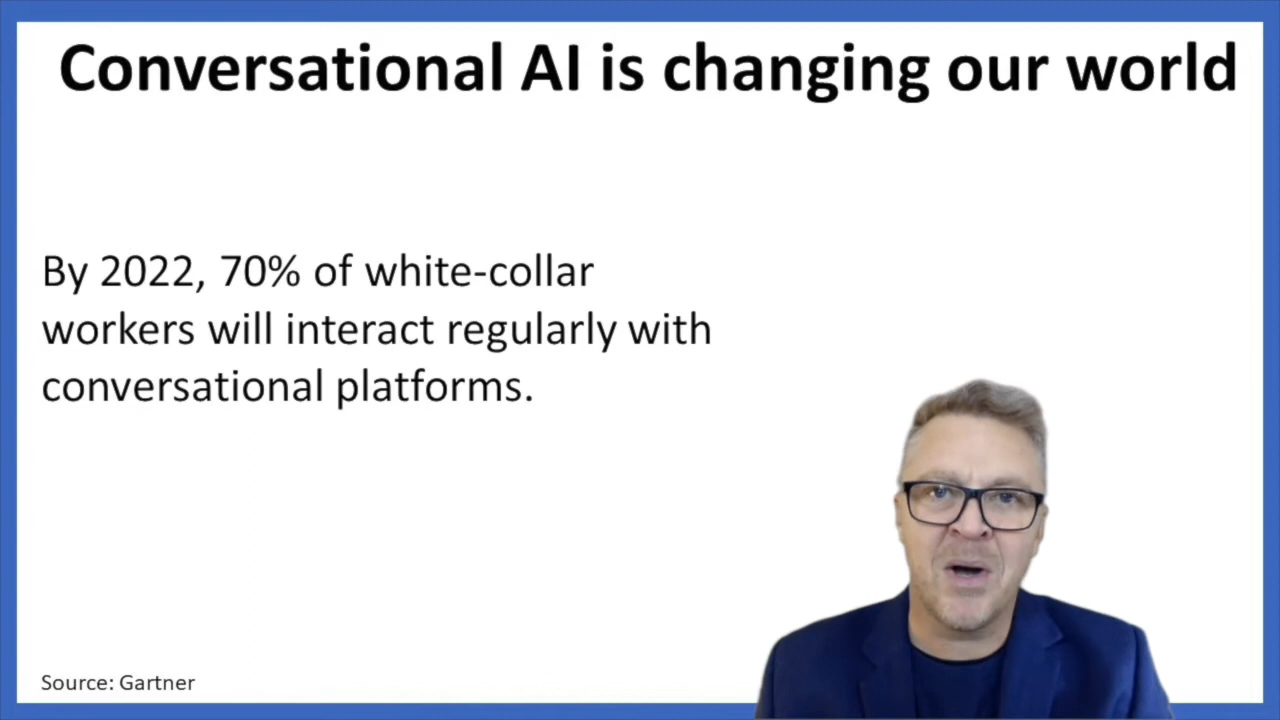 Conversational AI is changing our world
By 2022, 70% of white-collar
workers will interact regularly with
conversational platforms.
Source: Gartner